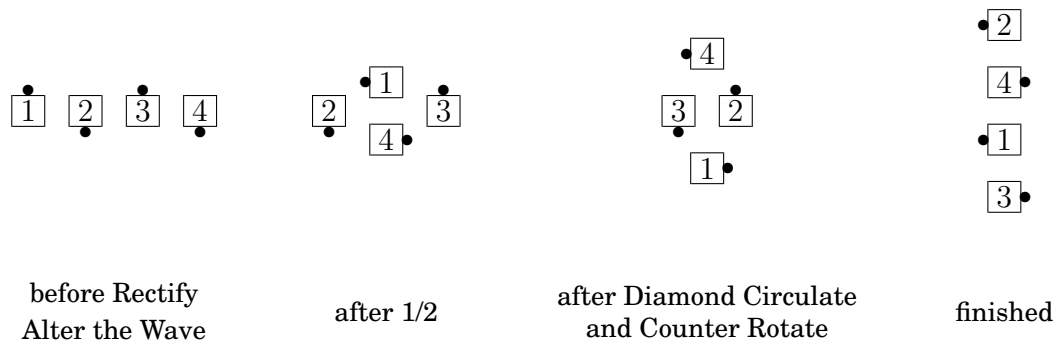 2
4
1
4
1 2 3 4
2
3
3 2
4
1
1
3
before Rectify
Alter the Wave
after 1/2
after Diamond Circulate
and Counter Rotate
finished